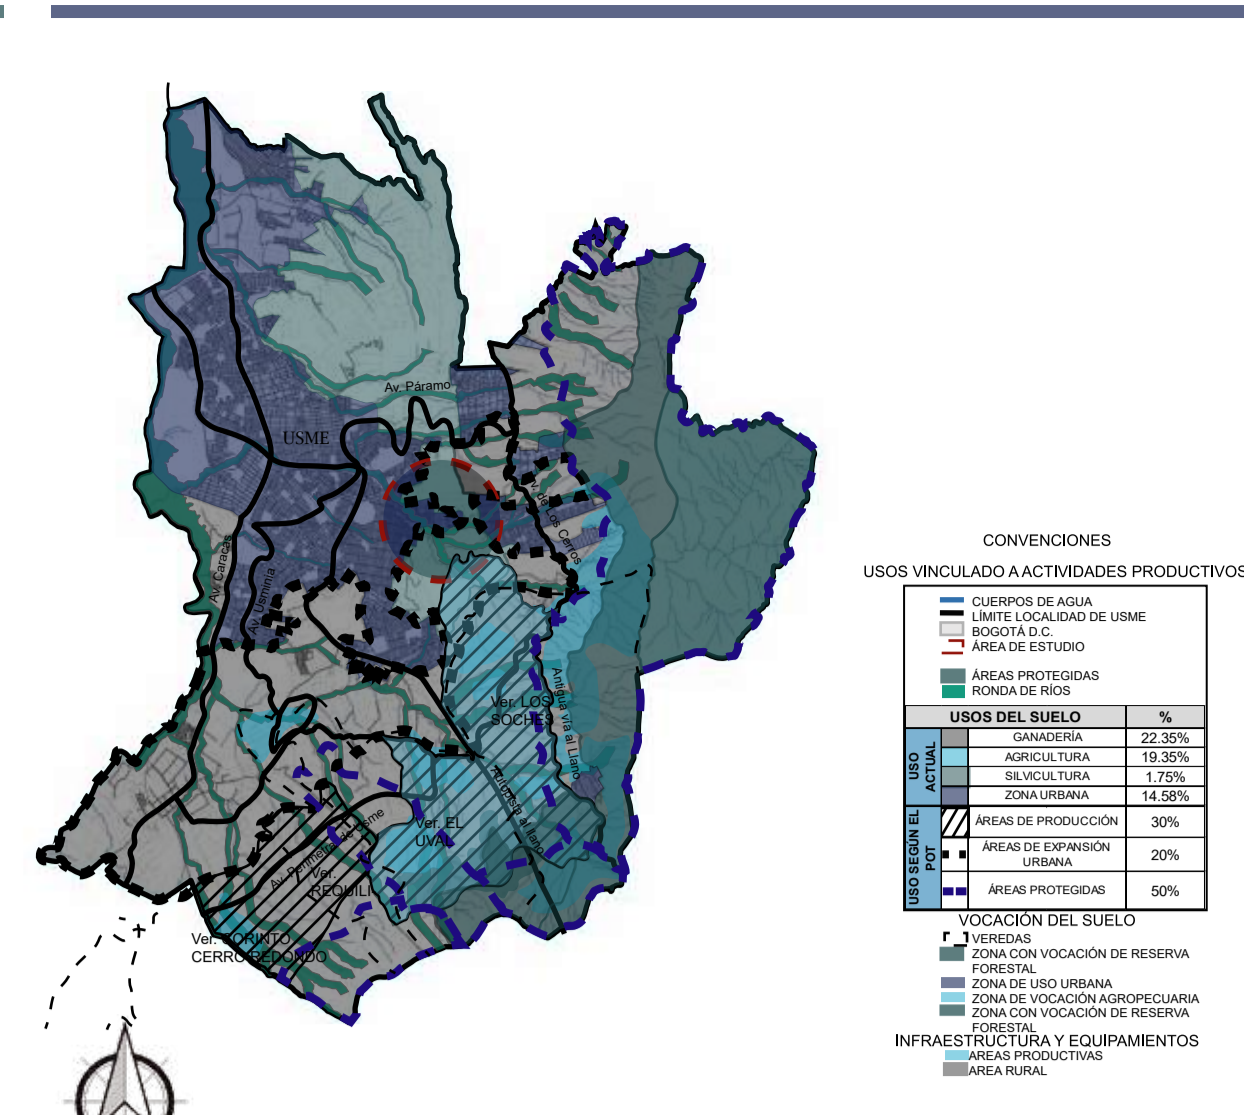 Av. Páramo
USME
Av. de Los Cerros
Av. Caracas
Av. Usminia
Antigua vía al Llano
Ver. LOS
SOCHES
Autopista al llano
Ver. EL
UVAL
Av. Perimetral de Usme
Ver.
REQUILI
Ver. CORINTO
CERRO REDONDO
CONVENCIONES
USOS VINCULADO A ACTIVIDADES PRODUCTIVOS
CUERPOS DE AGUA
LÍMITE LOCALIDAD DE USME
BOGOTÁ D.C.
ÁREA DE ESTUDIO
ÁREAS PROTEGIDAS
RONDA DE RÍOS
USOS DEL SUELO %
USO ACTUAL
GANADERÍA 22.35%
AGRICULTURA 19.35%
SILVICULTURA 1.75%
ZONA URBANA 14.58%
USO SEGÚN EL POT
ÁREAS DE PRODUCCIÓN 30%
ÁREAS DE EXPANSIÓN
URBANA 20%
ÁREAS PROTEGIDAS 50%
VOCACIÓN DEL SUELO
VEREDAS
ZONA CON VOCACIÓN DE RESERVA
FORESTAL
ZONA DE USO URBANA
ZONA DE VOCACIÓN AGROPECUARIA
ZONA CON VOCACIÓN DE RESERVA
FORESTAL
INFRAESTRUCTURA Y EQUIPAMIENTOS
AREAS PRODUCTIVAS
AREA RURAL